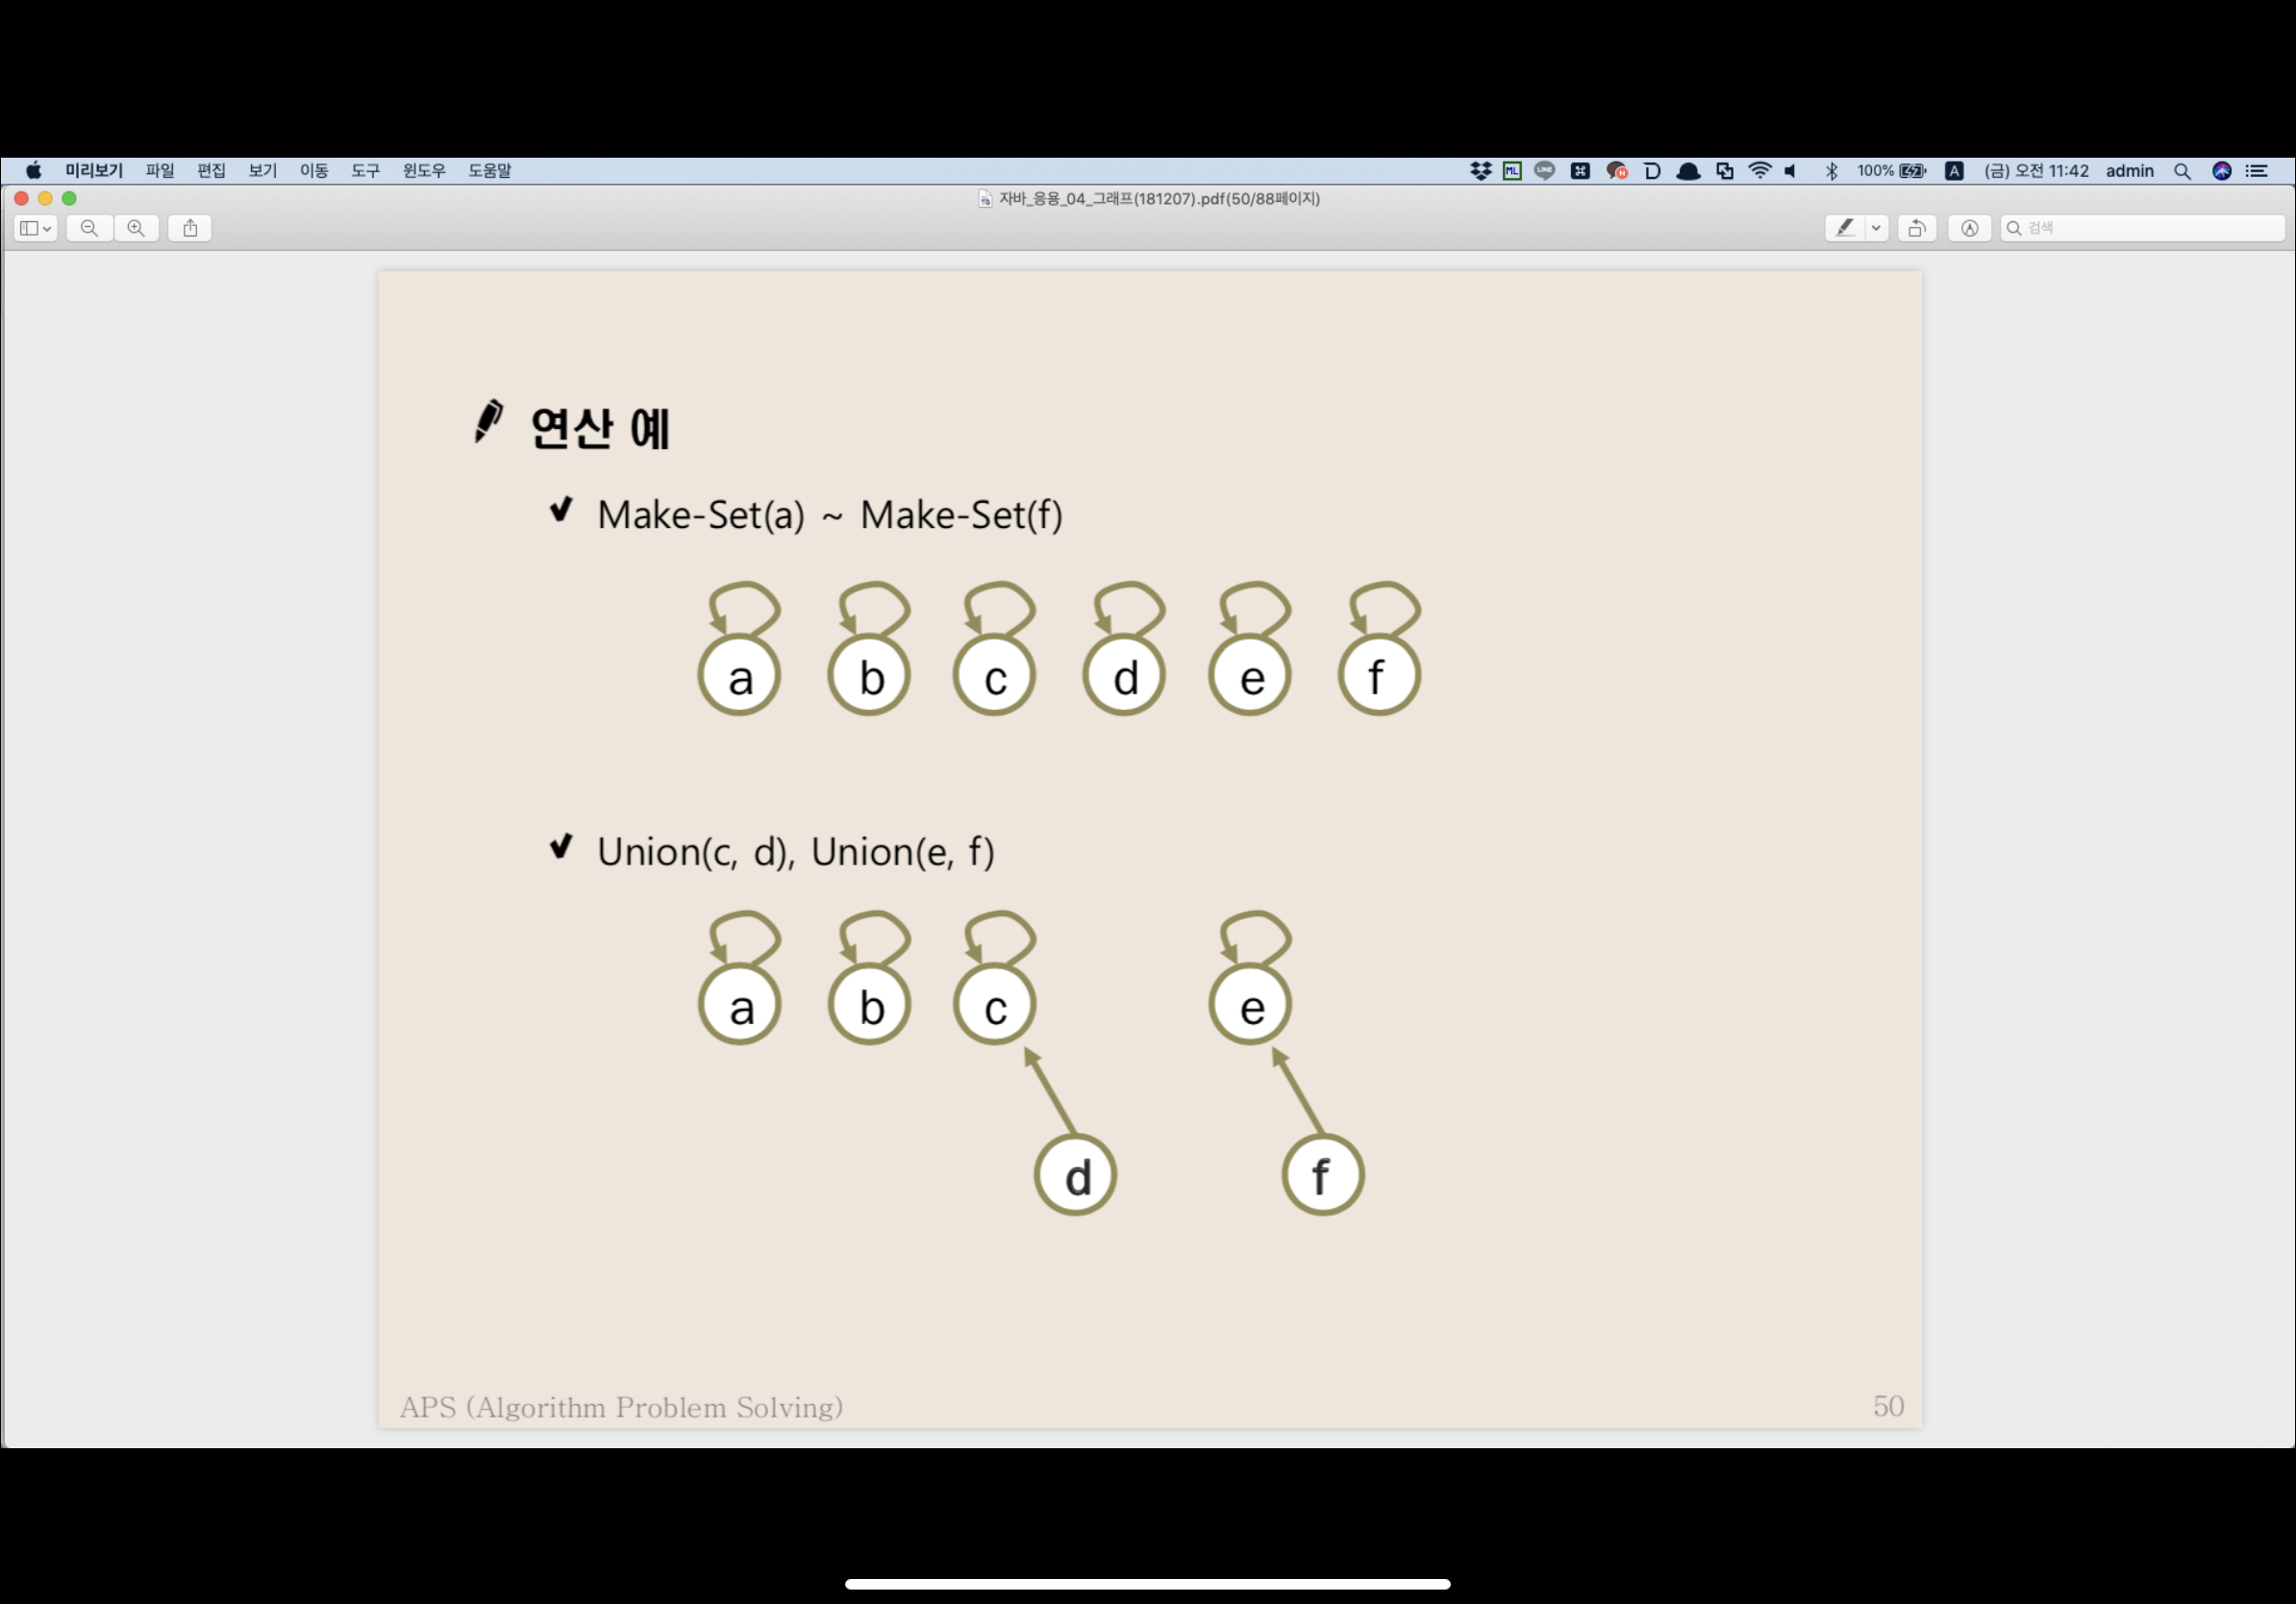 미리보기 파일 편집 보기 이동 도구 윈도우 도움말 ML LINE N 100% A (금) 오전 11:42 admin
자바_응용_04_그래프(181207).pdf(50/88페이지)
검색
연산 예
Make-Set(a) ~ Make-Set(f)
a b c d e f
Union(c, d), Union(e, f)
a b c e
d f
APS (Algorithm Problem Solving) 50